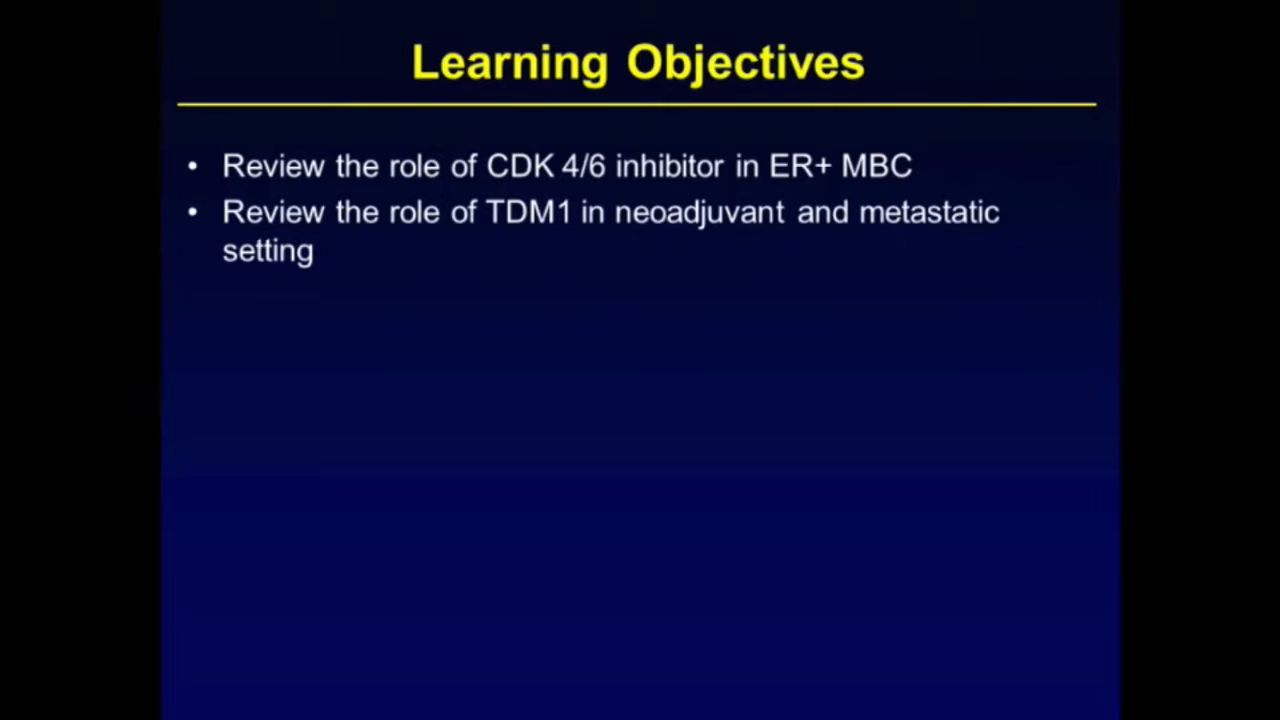 Learning Objectives
• Review the role of CDK 4/6 inhibitor in ER+ MBC
• Review the role of TDM1 in neoadjuvant and metastatic
setting